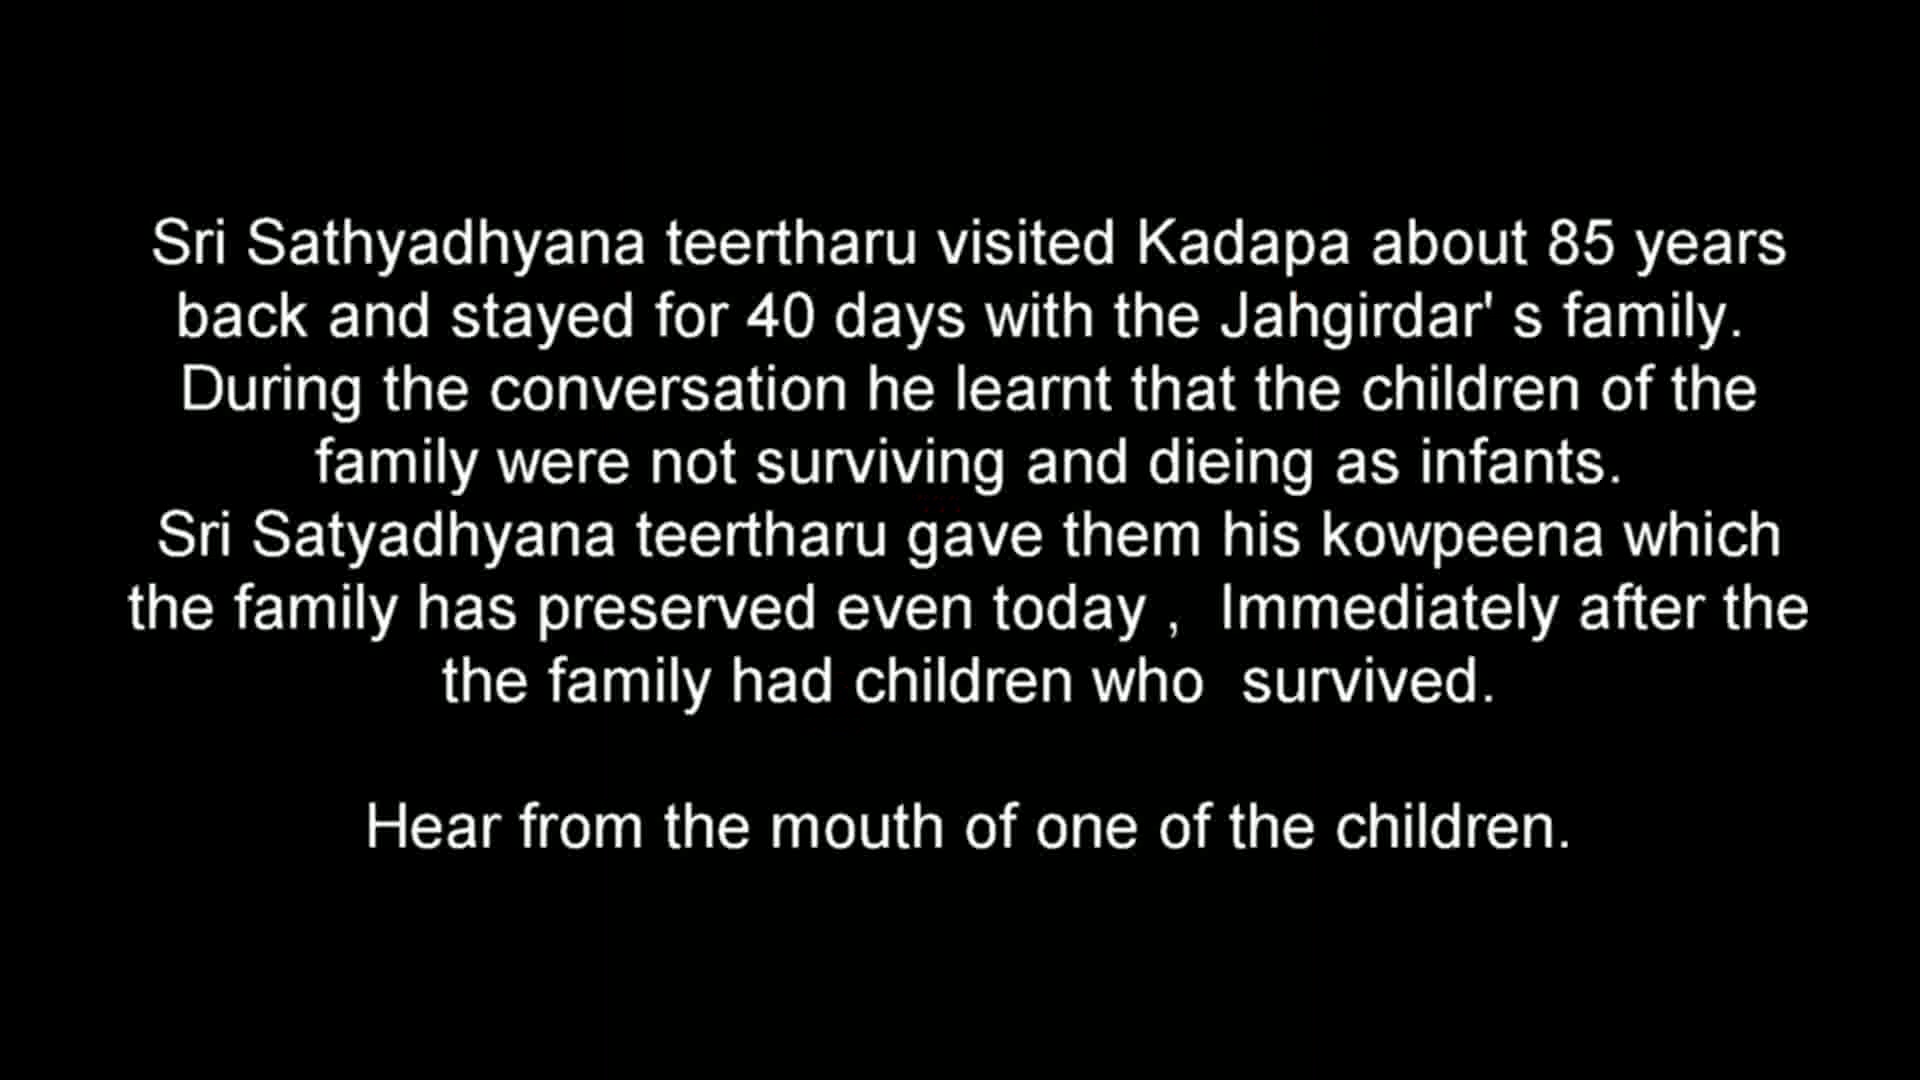 Sri Sathyadhyana teertharu visited Kadapa about 85 years
back and stayed for 40 days with the Jahgirdar' s family.
During the conversation he learnt that the children of the
family were not surviving and dieing as infants.
Sri Satyadhyana teertharu gave them his kowpeena which
the family has preserved even today ,  Immediately after the
the family had children who  survived.
Hear from the mouth of one of the children.